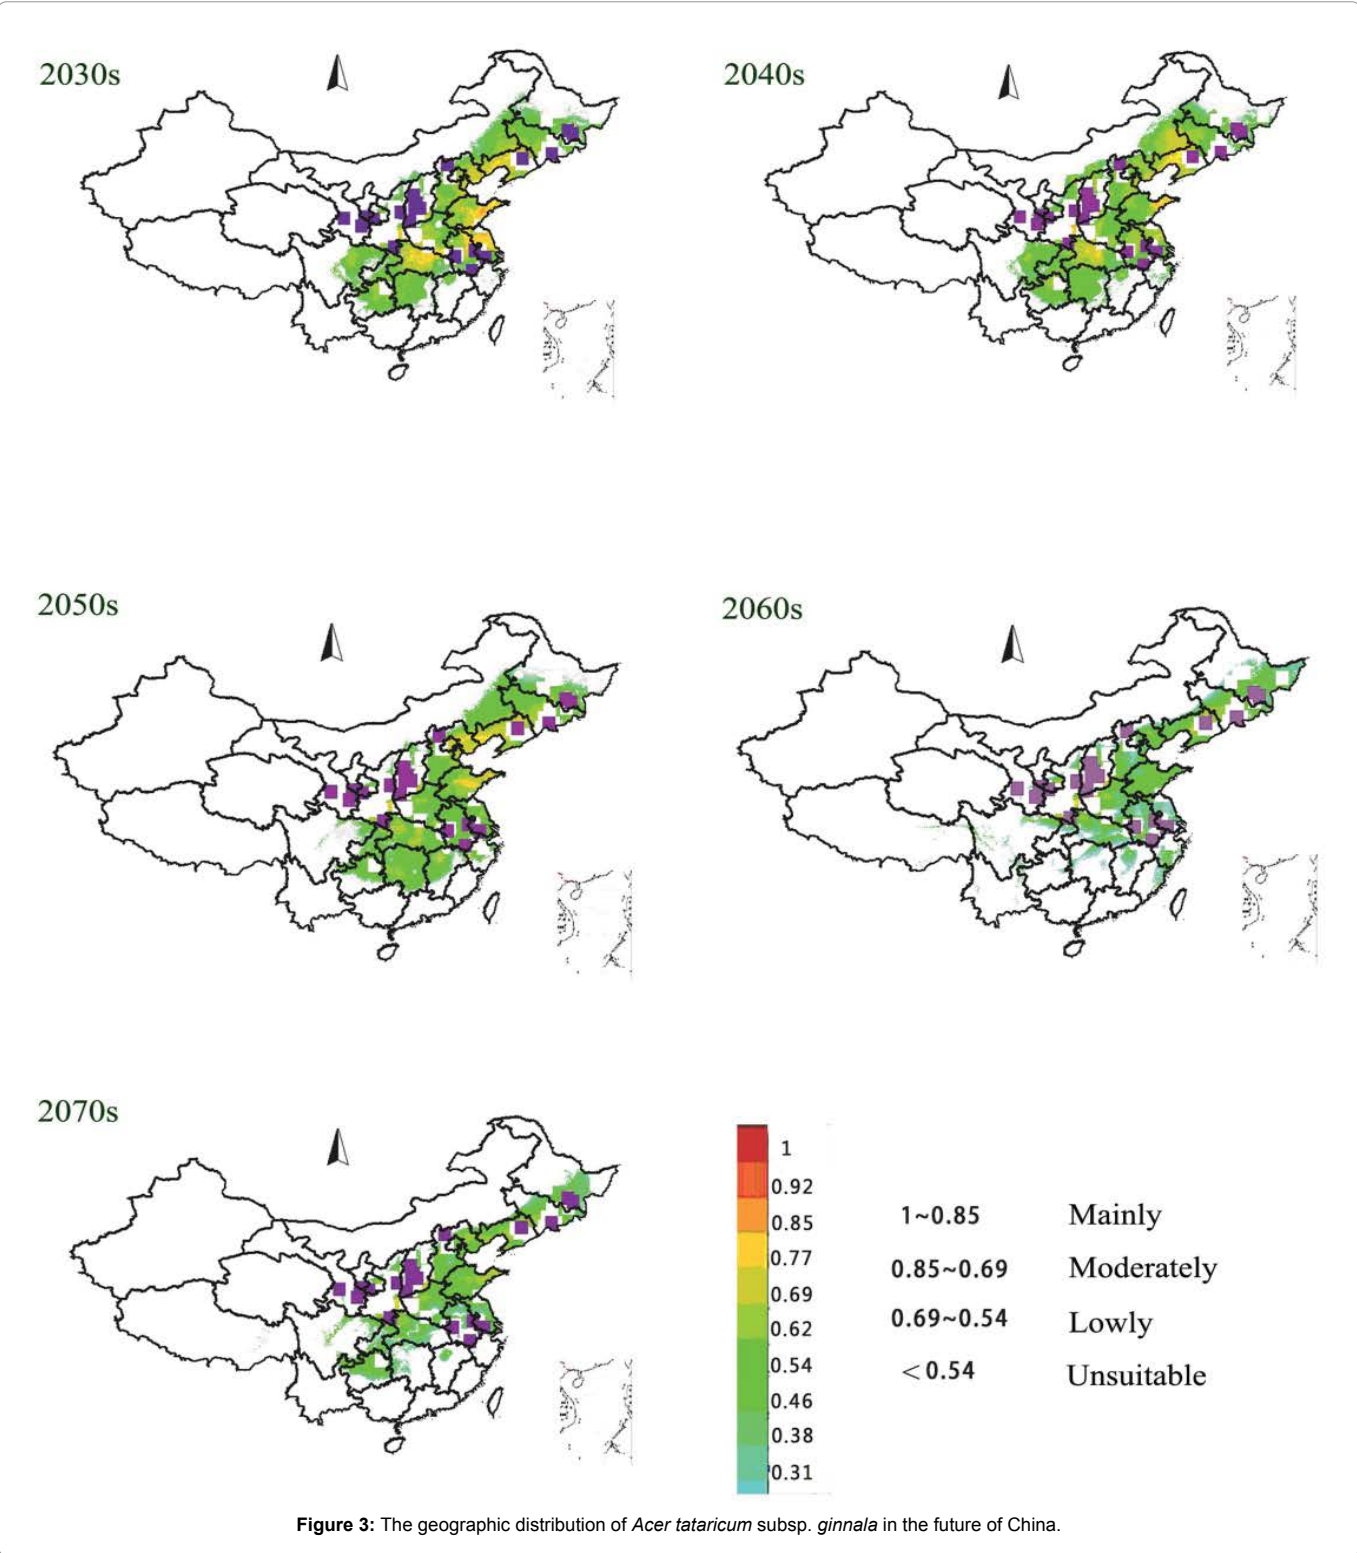 2030s
2040s
2050s
2060s
2070s
1
0.92
0.85
0.77
0.69
0.62
0.54
0.46
0.38
0.31
1~0.85 Mainly
0.85~0.69 Moderately
0.69~0.54 Lowly
<0.54 Unsuitable
Figure 3: The geographic distribution of Acer tataricum subsp. ginnala in the future of China.